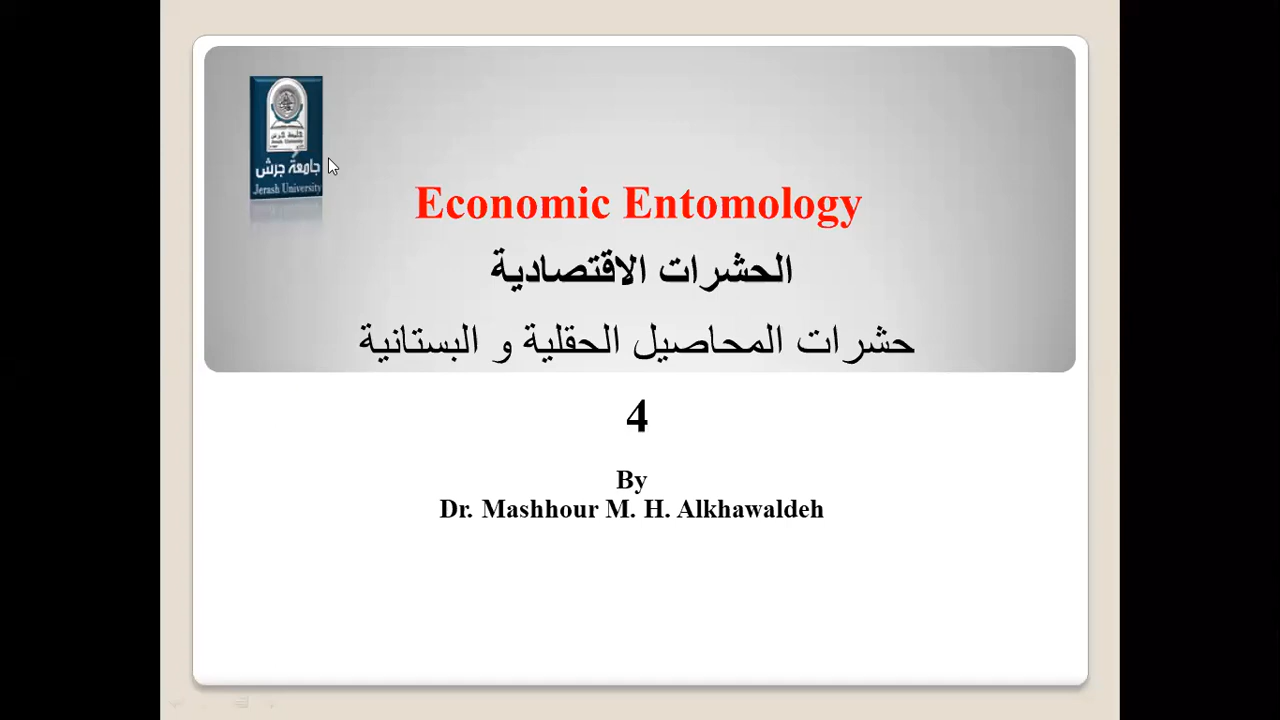 جامعة جرش
Jerash University
Economic Entomology
الحشرات الاقتصادية
حشرات المحاصيل الحقلية و البستانية
4
By
Dr. Mashhour M. H. Alkhawaldeh